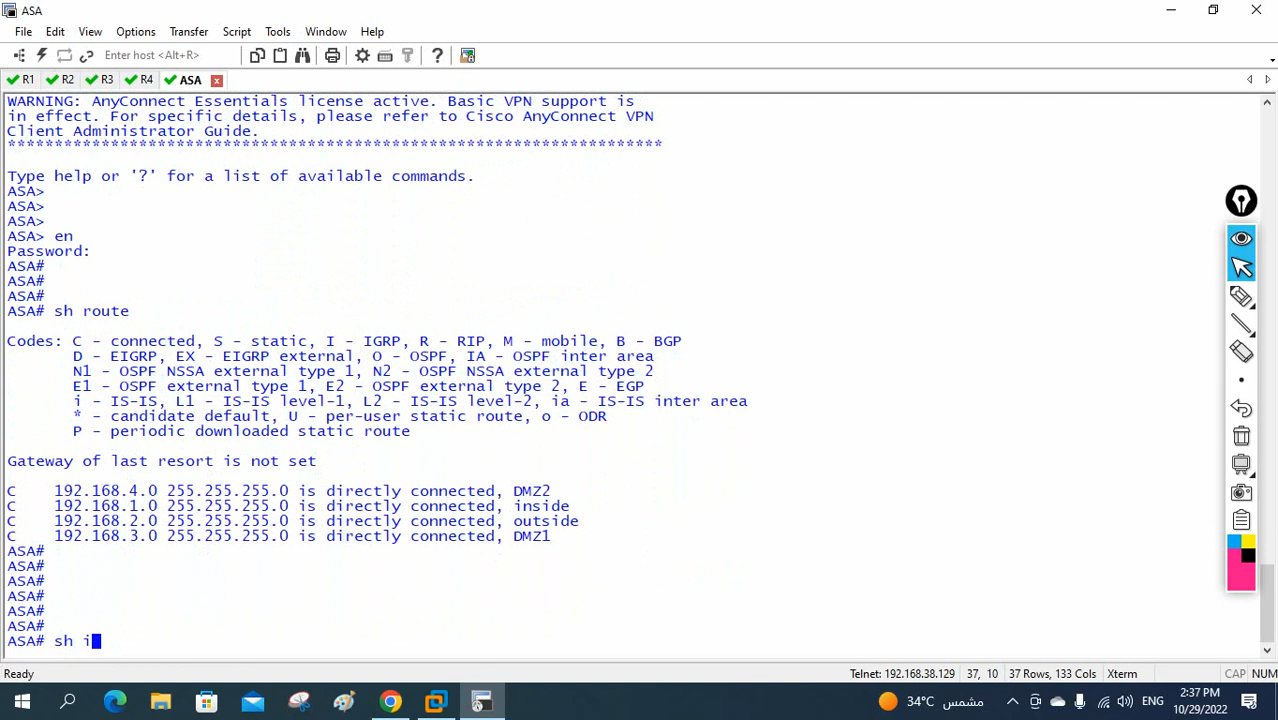 ASA
File Edit View Options Transfer Script Tools Window Help
Enter host <Alt+R>
R1 R2 R3 R4 ASA
WARNING: AnyConnect Essentials license active. Basic VPN support is
in effect. For specific details, please refer to Cisco AnyConnect VPN
Client Administrator Guide.
***********************************************************************
Type help or '?' for a list of available commands.
ASA>
ASA>
ASA>
ASA> en
Password:
ASA#
ASA#
ASA#
ASA# sh route
Codes: C - connected, S - static, I - IGRP, R - RIP, M - mobile, B - BGP
D - EIGRP, EX - EIGRP external, O - OSPF, IA - OSPF inter area
N1 - OSPF NSSA external type 1, N2 - OSPF NSSA external type 2
E1 - OSPF external type 1, E2 - OSPF external type 2, E - EGP
i - IS-IS, L1 - IS-IS level-1, L2 - IS-IS level-2, ia - IS-IS inter area
* - candidate default, U - per-user static route, o - ODR
P - periodic downloaded static route
Gateway of last resort is not set
C 192.168.4.0 255.255.255.0 is directly connected, DMZ2
C 192.168.1.0 255.255.255.0 is directly connected, inside
C 192.168.2.0 255.255.255.0 is directly connected, outside
C 192.168.3.0 255.255.255.0 is directly connected, DMZ1
ASA#
ASA#
ASA#
ASA#
ASA#
ASA#
ASA# sh i
Ready Telnet: 192.168.38.129 37, 10 37 Rows, 133 Cols Xterm CAP NUM
34° مشمس ENG 2:37 PM
10/29/2022